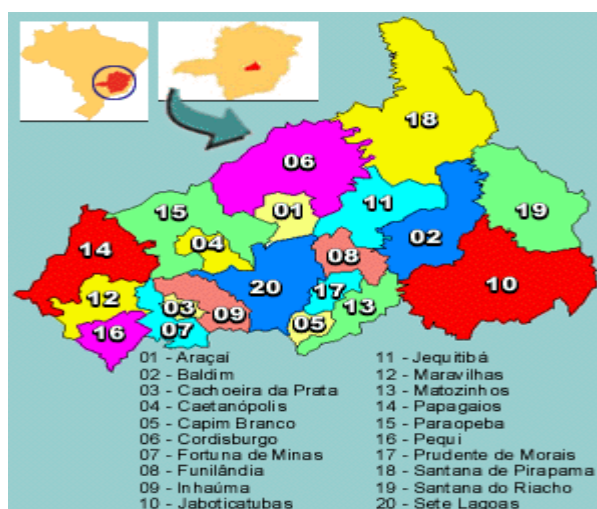 18
06
15
01
11
19
04
02
14
08
20
10
12
17
03
09
13
16
07
05
01 - Araçaí
02 - Baldim
03 - Cachoeira da Prata
04 - Caetanópolis
05 - Capim Branco
06 - Cordisburgo
07 - Fortuna de Minas
08 - Funilândia
09 - Inhaúma
10 - Jaboticatubas
11 - Jequitibá
12 - Maravilhas
13 - Matozinhos
14 - Papagaios
15 - Paraopeba
16 - Pequi
17 - Prudente de Morais
18 - Santana de Pirapama
19 - Santana do Riacho
20 - Sete Lagoas